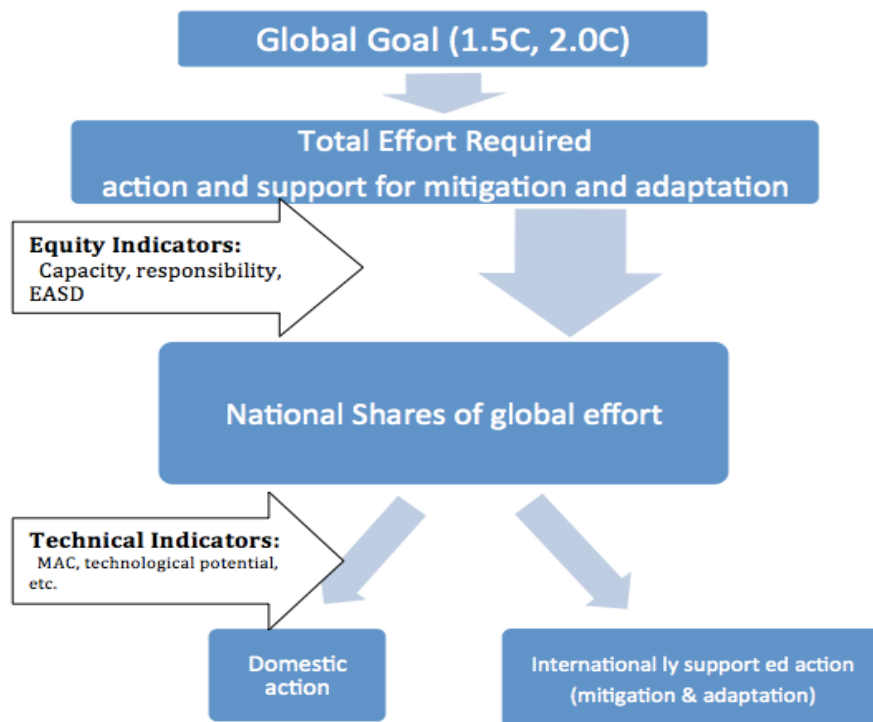 Global Goal (1.5C, 2.0C)
Total Effort Required
action and support for mitigation and adaptation
Equity Indicators:
Capacity, responsibility,
EASD
National Shares of global effort
Technical Indicators:
MAC, technological potential,
etc.
Domestic
action
International ly support ed action
(mitigation & adaptation)